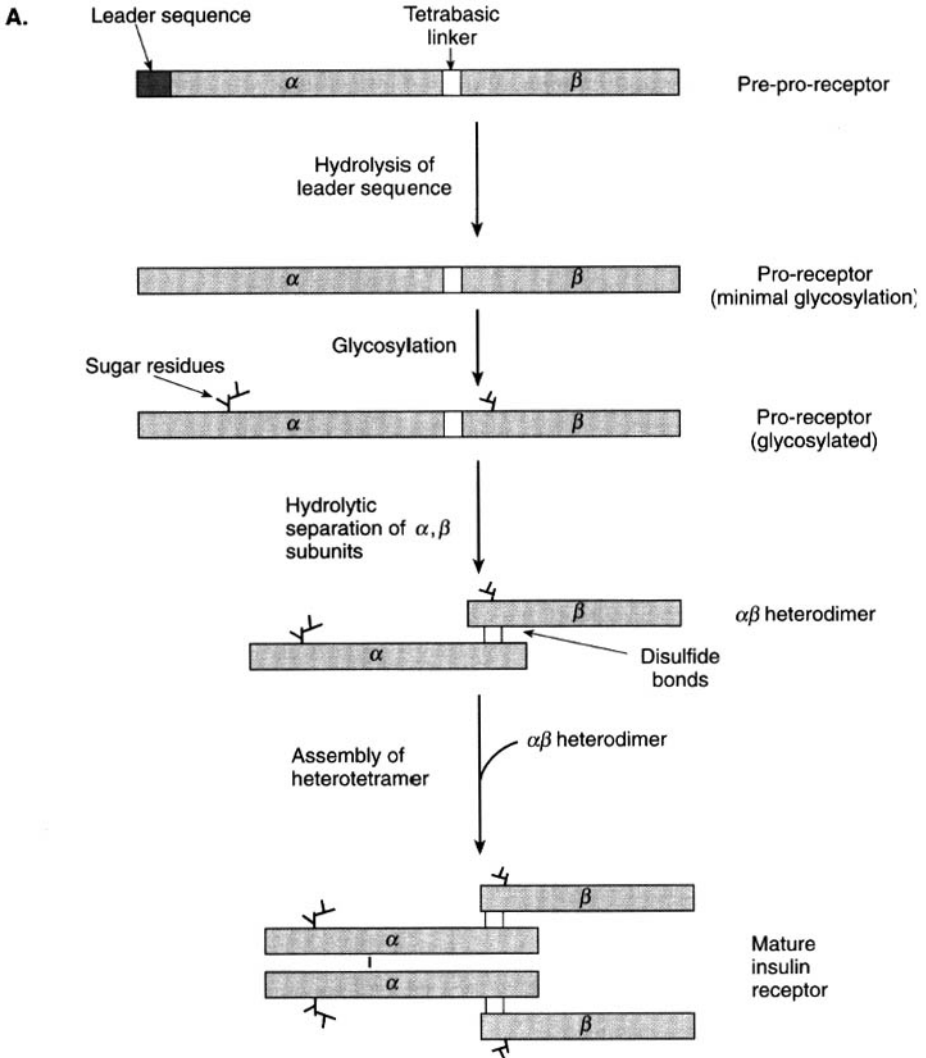 A.
Leader sequence
Tetrabasic
linker
α
β
Pre-pro-receptor
Hydrolysis of
leader sequence
α
β
Pro-receptor
(minimal glycosylation)
Glycosylation
Sugar residues
α
β
Pro-receptor
(glycosylated)
Hydrolytic
separation of α,β
subunits
β
αβ heterodimer
α
Disulfide
bonds
αβ heterodimer
Assembly of
heterotetramer
β
α
Mature
insulin
receptor
α
β